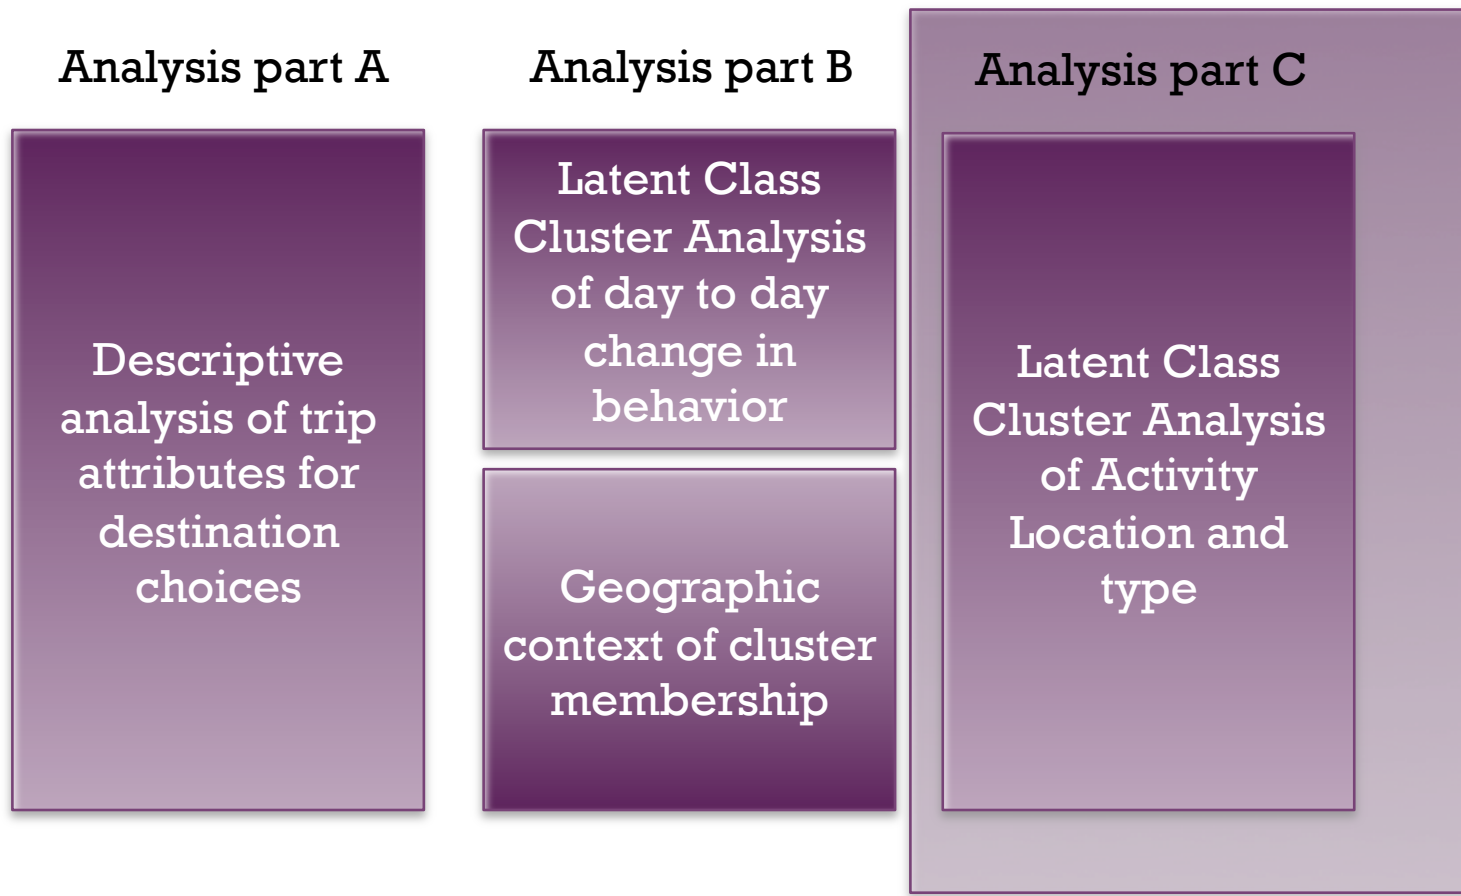 Analysis part A
Descriptive
analysis of trip
attributes for
destination
choices
Analysis part B
Latent Class
Cluster Analysis
of day to day
change in
behavior
Geographic
context of cluster
membership
Analysis part C
Latent Class
Cluster Analysis
of Activity
Location and
type